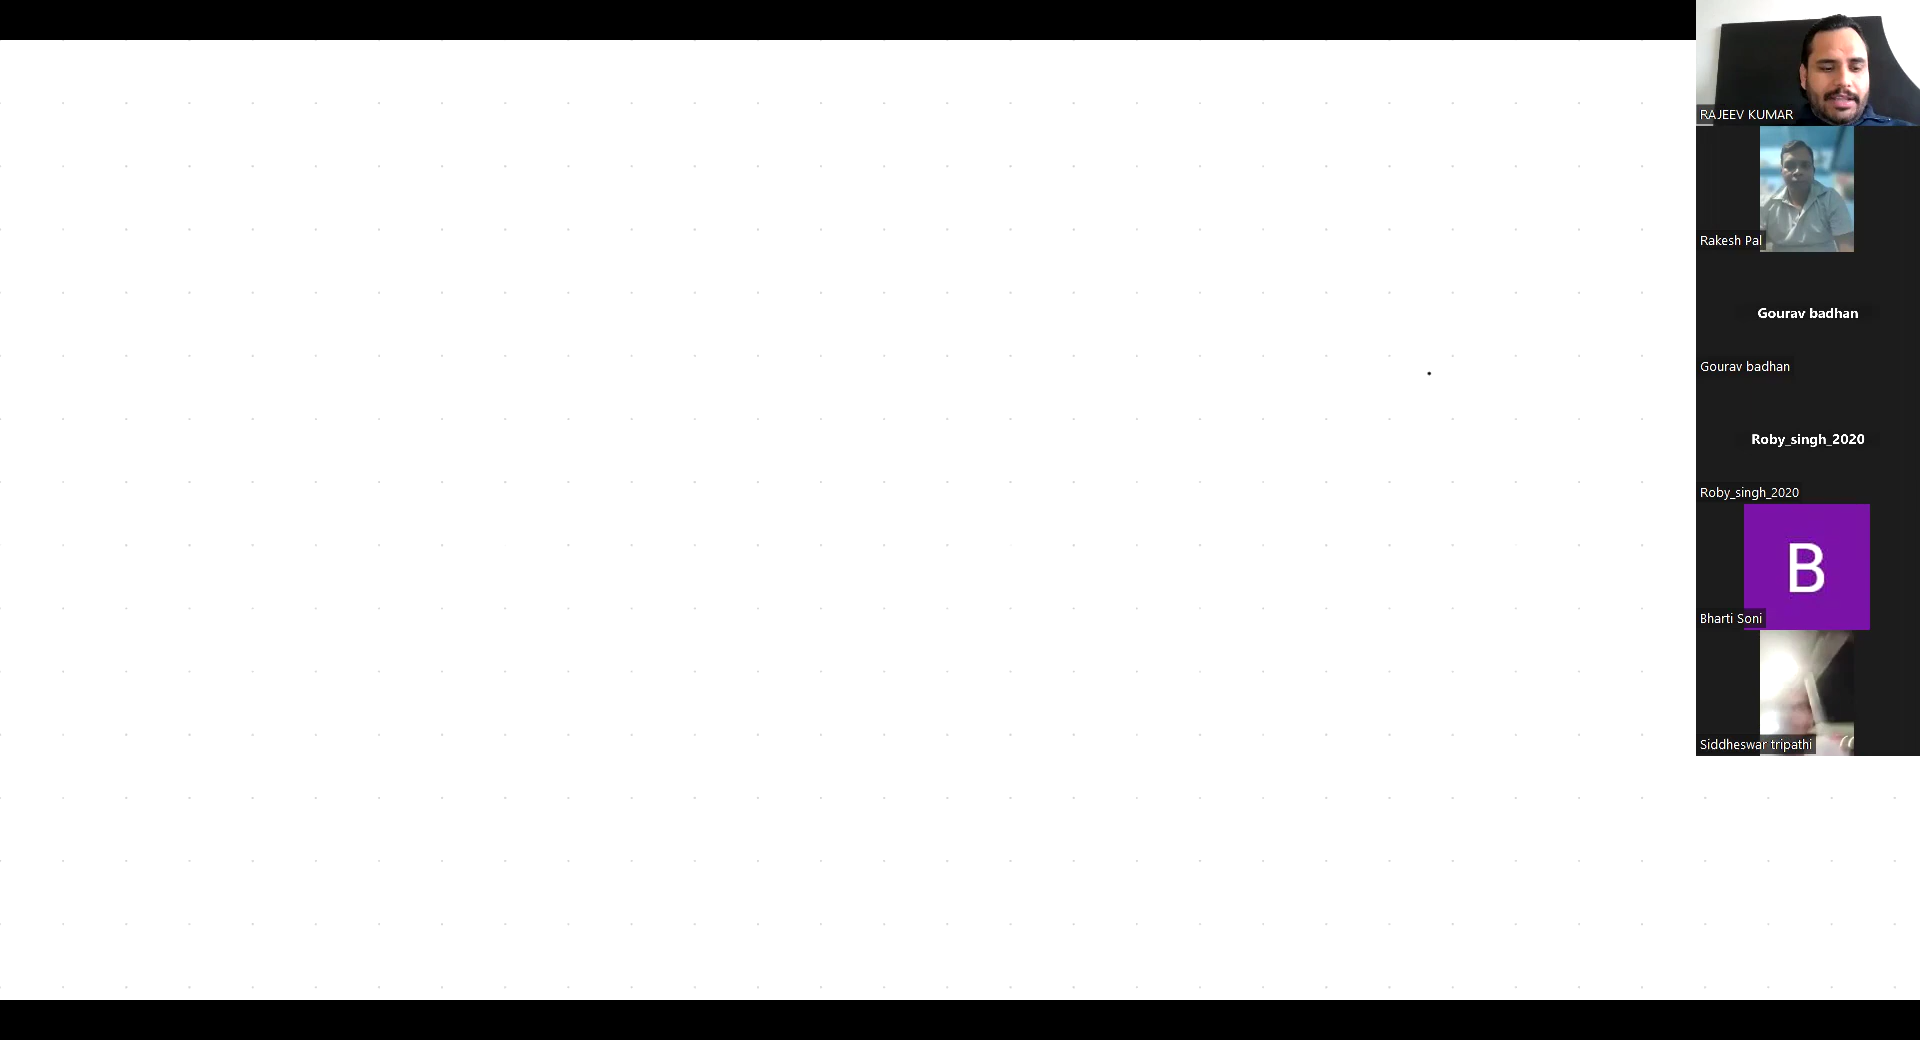 RAJEEV KUMAR
Rakesh Pal
Gourav badhan
Gourav badhan
Roby_singh_2020
Roby_singh_2020
B
Bharti Soni
Siddheswar tripathi